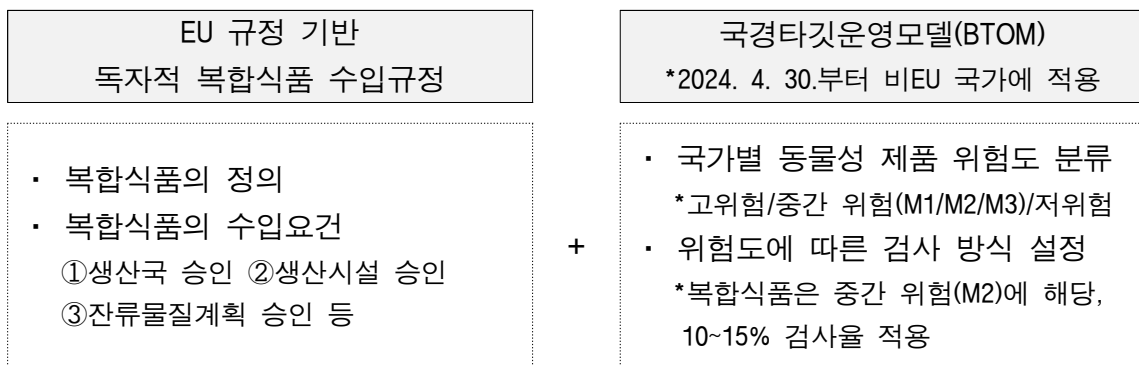 EU 규정 기반
독자적 복합식품 수입규정
· 복합식품의 정의
· 복합식품의 수입요건
①생산국 승인 ②생산시설 승인
③잔류물질계획 승인 등
+
국경타깃운영모델(BTOM)
*2024. 4. 30.부터 비EU 국가에 적용
· 국가별 동물성 제품 위험도 분류
*고위험/중간 위험(M1/M2/M3)/저위험
· 위험도에 따른 검사 방식 설정
*복합식품은 중간 위험(M2)에 해당,
10~15% 검사율 적용